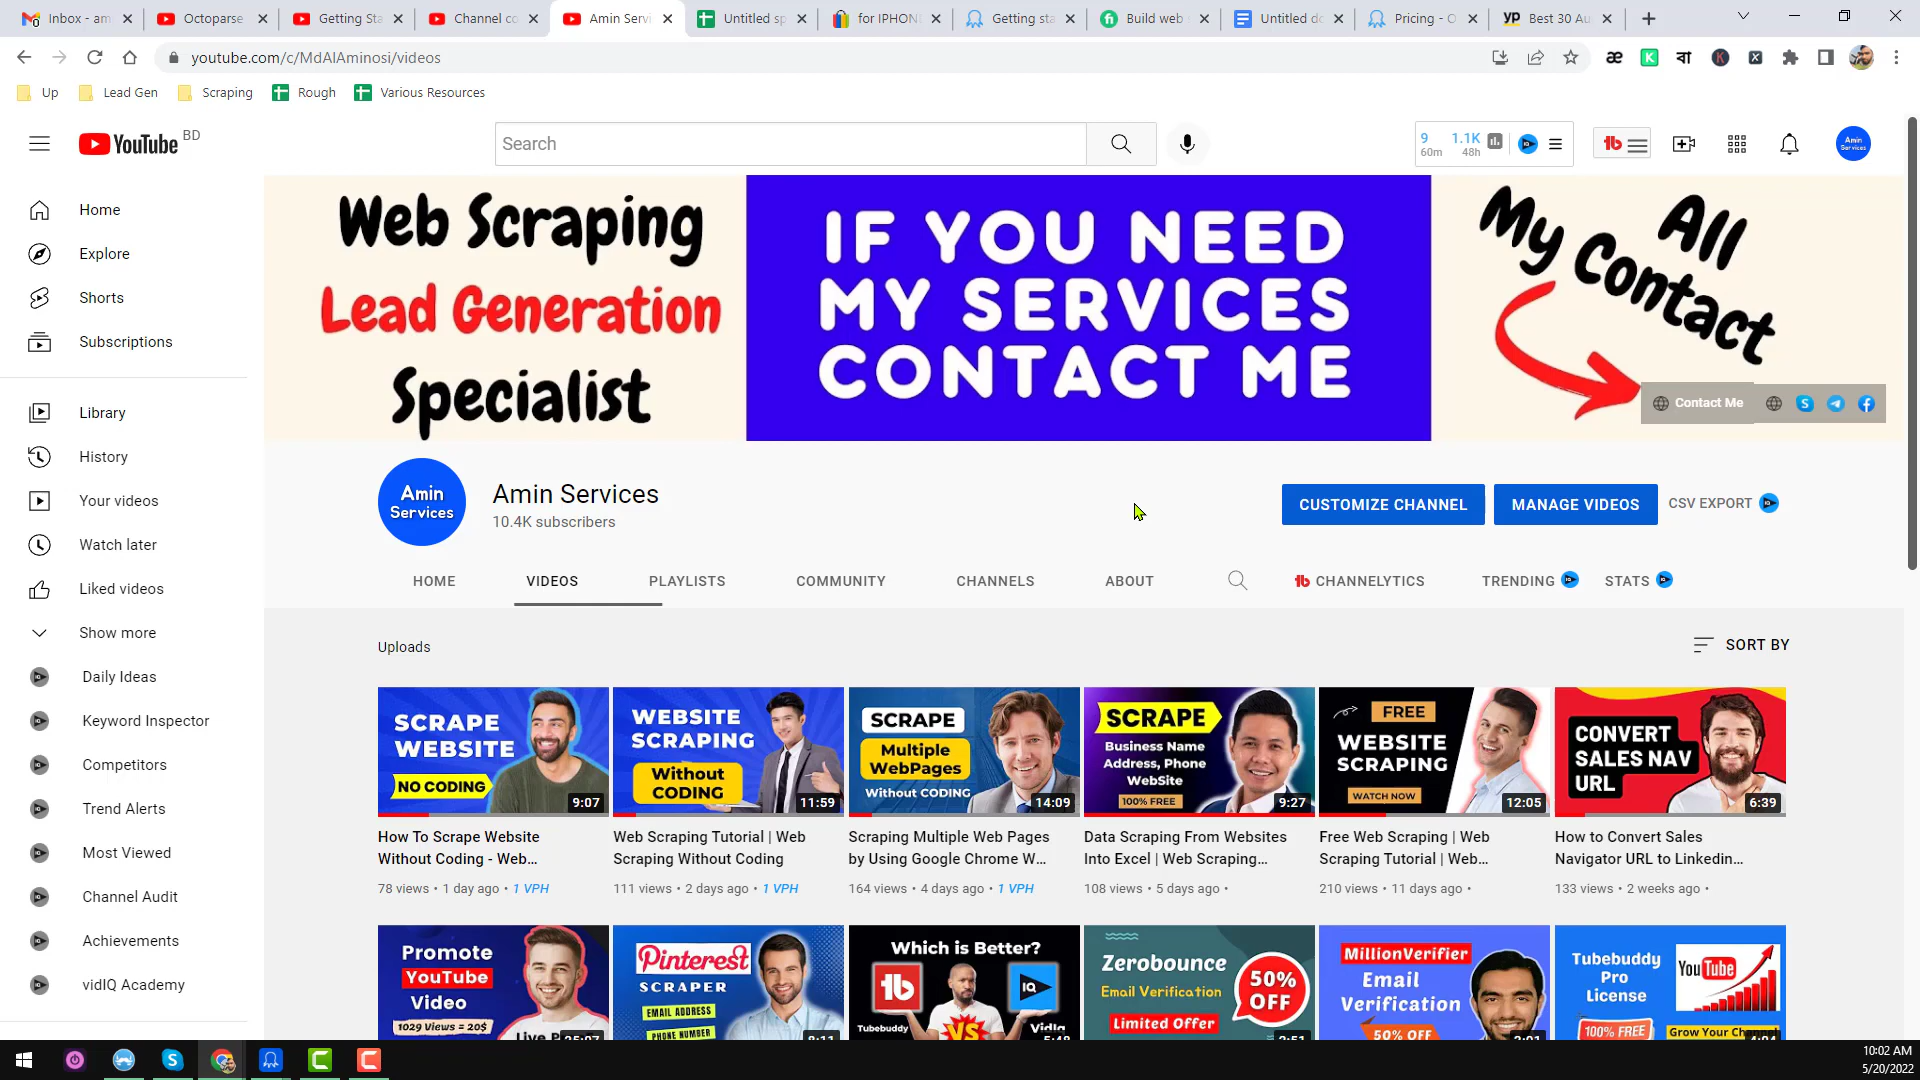 Inbox - am
Octoparse
Getting Sta
Channel co
Amin Servi
Untitled sp
for IPHON
Getting sta
Build web
Untitled do
Pricing - O
Best 30 Au
youtube.com/c/MdAlAminosi/videos
Up
Lead Gen
Scraping
Rough
Various Resources
YouTube BD
Search
9
60m
1.1K
48h
Amin
Services
Home
Explore
Shorts
Subscriptions
Library
History
Your videos
Watch later
Liked videos
Show more
Daily Ideas
Keyword Inspector
Competitors
Trend Alerts
Most Viewed
Channel Audit
Achievements
vidIQ Academy
Web Scraping
Lead Generation
Specialist
IF YOU NEED
MY SERVICES
CONTACT ME
All
My Contact
Contact Me
Amin
Services
Amin Services
10.4K subscribers
CUSTOMIZE CHANNEL
MANAGE VIDEOS
CSV EXPORT
HOME
VIDEOS
PLAYLISTS
COMMUNITY
CHANNELS
ABOUT
CHANNELYTICS
TRENDING
STATS
Uploads
SORT BY
SCRAPE
WEBSITE
NO CODING
9:07
How To Scrape Website
Without Coding - Web...
78 views • 1 day ago • 1 VPH
WEBSITE
SCRAPING
Without
CODING
11:59
Web Scraping Tutorial | Web
Scraping Without Coding
111 views • 2 days ago • 1 VPH
SCRAPE
Multiple
WebPages
Without CODING
14:09
Scraping Multiple Web Pages
by Using Google Chrome W...
164 views • 4 days ago • 1 VPH
SCRAPE
Business Name
Address, Phone
WebSite
100% FREE
9:27
Data Scraping From Websites
Into Excel | Web Scraping...
108 views • 5 days ago •
FREE
WEBSITE
SCRAPING
WATCH NOW
12:05
Free Web Scraping | Web
Scraping Tutorial | Web...
210 views • 11 days ago •
CONVERT
SALES NAV
URL
6:39
How to Convert Sales
Navigator URL to Linkedin...
133 views • 2 weeks ago •
Promote
YouTube
Video
1029 Views = 20$
Pinterest
SCRAPER
EMAIL ADDRESS
PHONE NUMBER
Which is Better?
Tubebuddy
VS
VidIq
Zerobounce
Email Verification
Limited Offer
50%
OFF
MillionVerifier
Email
Verification
50% OFF
Tubebuddy
Pro
License
100% FREE
YouTube
Grow Your Channel
10:02 AM
5/20/2022